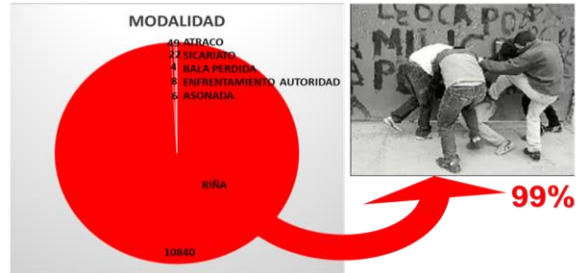 MODALIDAD
49 ATRACO
22 SICARIATO
4 BALA PERDIDA
8 ENFRENTAMIENTO AUTORIDAD
6 ASONADA
RIÑA
10840
99%